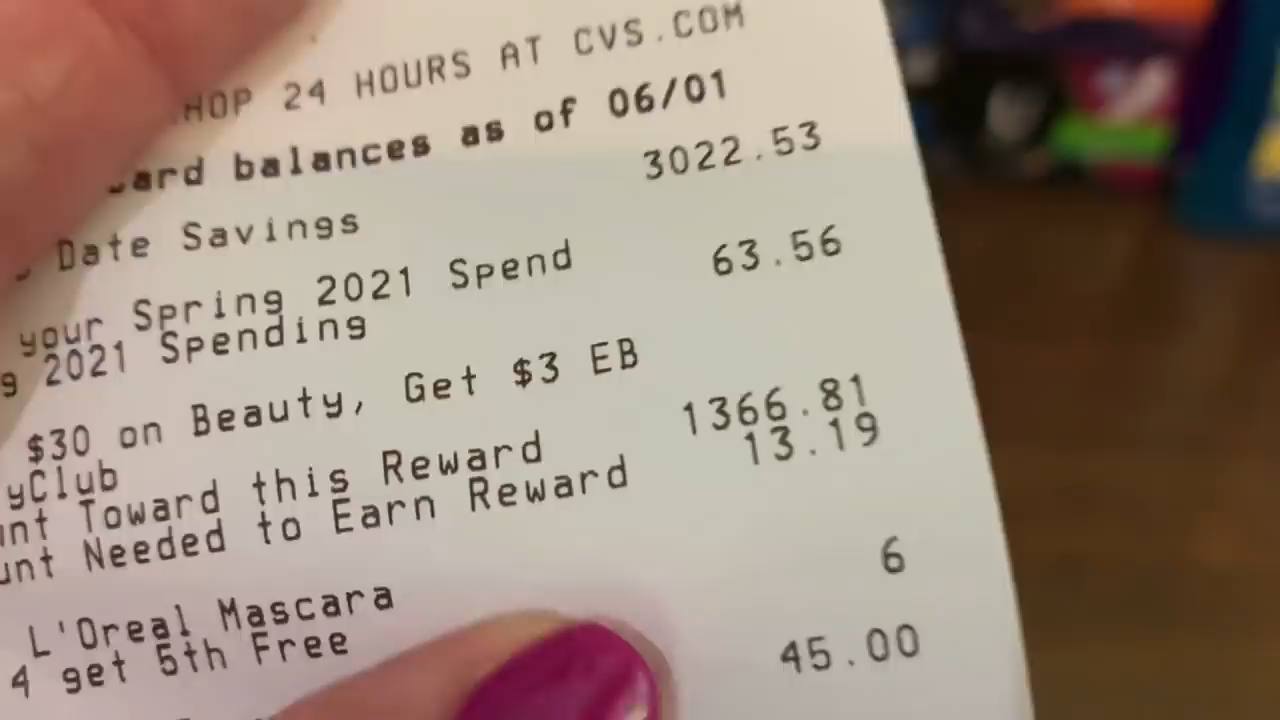 HOP 24 HOURS AT CVS.COM
ard balances as of 06/01
Date Savings 3022.53
your Spring 2021 Spend
g 2021 Spending 63.56
$30 on Beauty, Get $3 EB
yClub
unt Toward this Reward 1366.81
unt Needed to Earn Reward 13.19
L'Oreal Mascara
4 get 5th Free 6
45.00